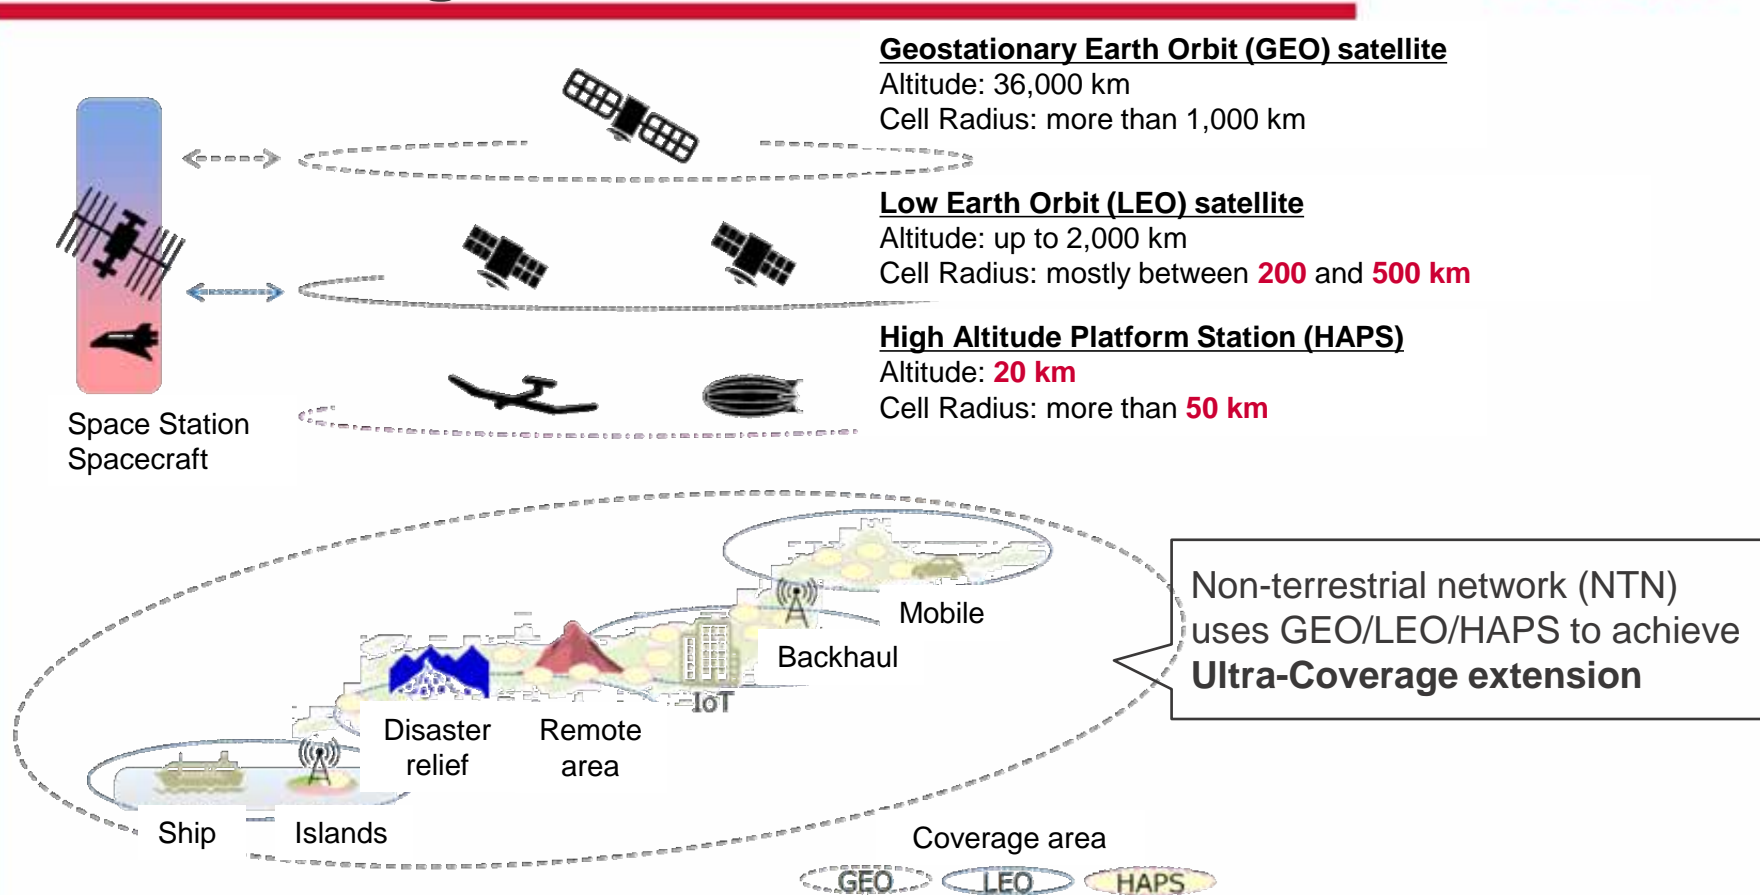 Geostationary Earth Orbit (GEO) satellite
Altitude: 36,000 km
Cell Radius: more than 1,000 km
Low Earth Orbit (LEO) satellite
Altitude: up to 2,000 km
Cell Radius: mostly between 200 and 500 km
High Altitude Platform Station (HAPS)
Altitude: 20 km
Cell Radius: more than 50 km
Space Station
Spacecraft
Mobile
Backhaul
IoT
Disaster
relief
Remote
area
Ship
Islands
Non-terrestrial network (NTN)
uses GEO/LEO/HAPS to achieve
Ultra-Coverage extension
Coverage area
GEO
LEO
HAPS